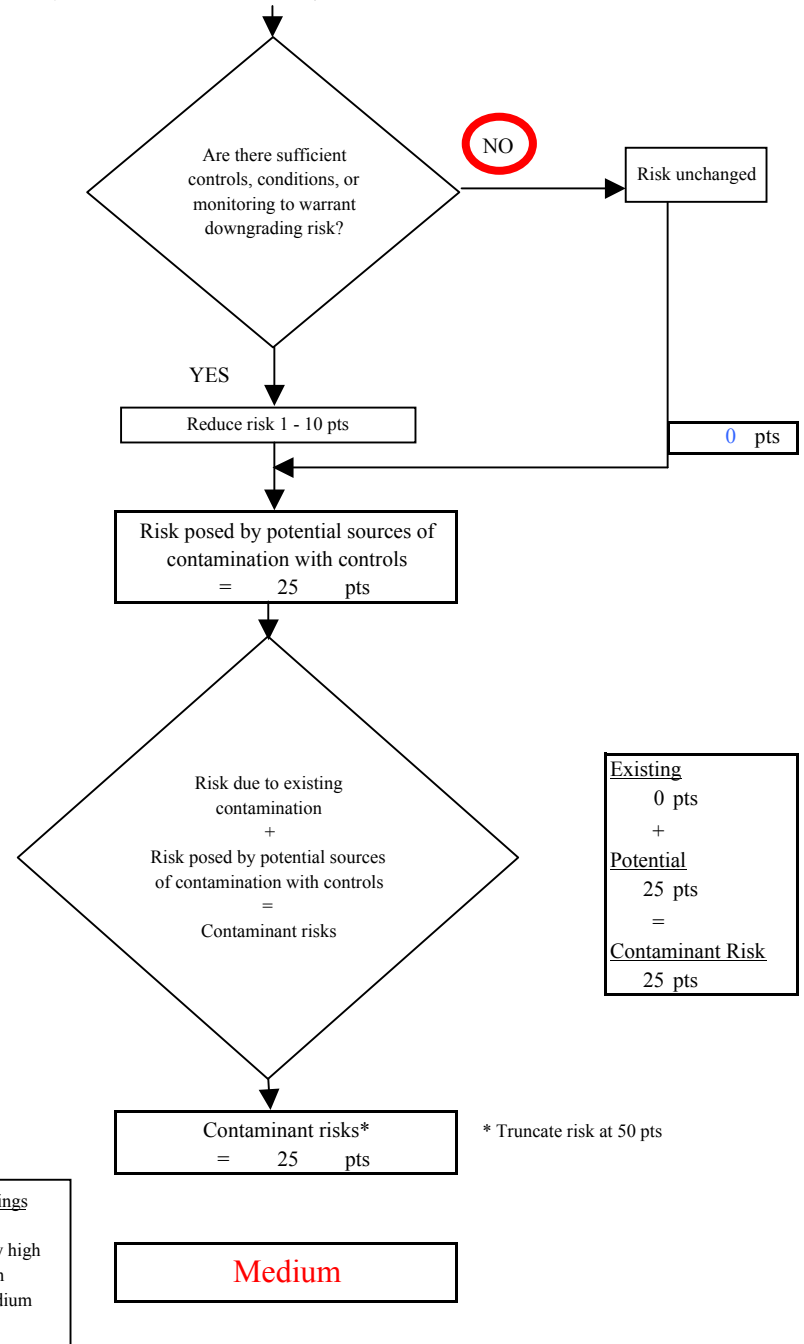 Are there sufficient
controls, conditions, or
monitoring to warrant
downgrading risk?
NO
Risk unchanged
YES
Reduce risk 1 - 10 pts
0 pts
Risk posed by potential sources of
contamination with controls
= 25 pts
Risk due to existing
contamination
+
Risk posed by potential sources
of contamination with controls
=
Contaminant risks
Existing
0 pts
+
Potential
25 pts
=
Contaminant Risk
25 pts
Contaminant risks*
= 25 pts
* Truncate risk at 50 pts
Medium
high